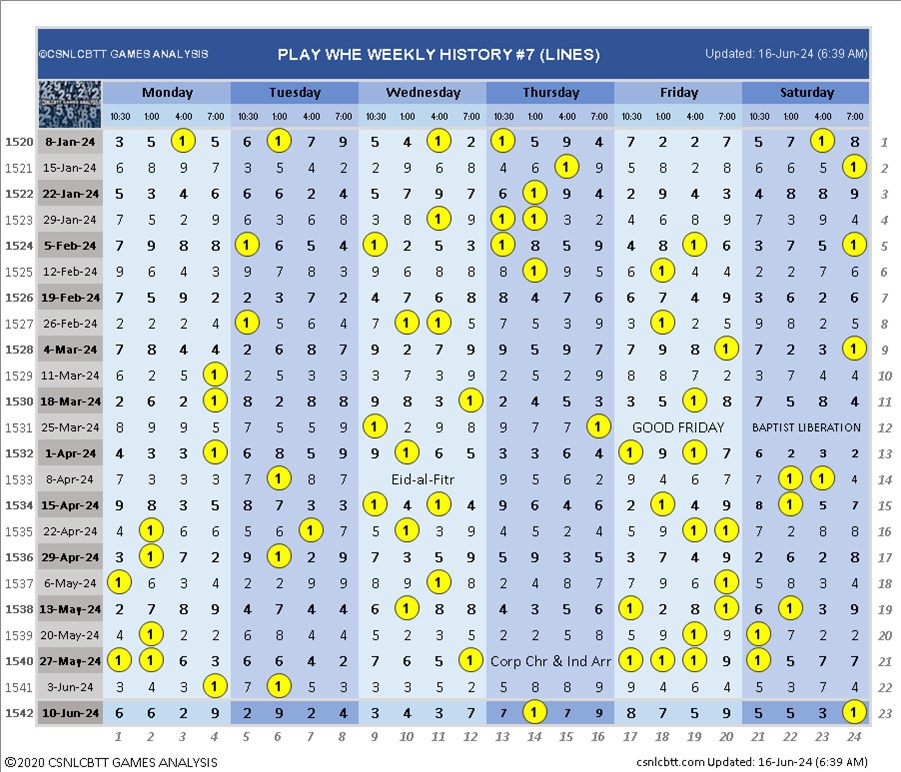 ©CSNLCBTT GAMES ANALYSIS PLAY WHE WEEKLY HISTORY #7 (LINES) Updated: 16-Jun-24 (6:39 AM)
Monday Tuesday Wednesday Thursday Friday Saturday
10:30 1:00 4:00 7:00 10:30 1:00 4:00 7:00 10:30 1:00 4:00 7:00 10:30 1:00 4:00 7:00 10:30 1:00 4:00 7:00 10:30 1:00 4:00 7:00
1520 8-Jan-24 3 5 1 5 6 1 7 9 5 4 1 2 1 5 9 4 7 2 2 7 5 7 1 8 1
1521 15-Jan-24 6 8 9 7 3 5 4 2 2 9 6 8 4 6 1 9 5 8 2 8 6 6 5 1 2
1522 22-Jan-24 5 3 4 6 6 6 2 4 5 7 9 7 6 1 9 4 2 9 4 3 4 8 8 9 3
1523 29-Jan-24 7 5 2 9 6 3 6 8 3 8 1 9 1 1 3 2 4 6 8 9 7 3 9 4 4
1524 5-Feb-24 7 9 8 8 1 6 5 4 1 2 5 3 1 8 5 9 4 8 1 6 3 7 5 1 5
1525 12-Feb-24 9 6 4 3 9 7 8 3 9 6 8 8 8 1 9 5 6 1 4 4 2 2 7 6 6
1526 19-Feb-24 7 5 9 2 2 3 7 2 4 7 6 8 8 4 7 6 6 7 4 9 3 6 2 6 7
1527 26-Feb-24 2 2 2 4 1 5 6 4 7 1 1 5 7 5 3 9 3 1 2 5 9 8 2 5 8
1528 4-Mar-24 7 8 4 4 2 6 8 7 9 2 7 9 9 5 9 7 7 9 8 1 7 2 3 1 9
1529 11-Mar-24 6 2 5 1 2 5 3 3 3 7 3 9 2 5 2 9 8 8 7 2 3 7 4 4 10
1530 18-Mar-24 2 6 2 1 8 2 8 8 9 8 3 1 2 4 5 3 3 5 1 8 7 5 8 4 11
1531 25-Mar-24 8 9 9 5 7 5 5 9 1 2 9 8 9 7 7 1 GOOD FRIDAY BAPTIST LIBERATION 12
1532 1-Apr-24 4 3 3 1 6 8 5 9 9 1 6 5 3 3 6 4 1 9 1 7 6 2 3 2 13
1533 8-Apr-24 7 3 3 3 7 1 8 7 Eid-al-Fitr 9 5 6 2 9 4 6 7 7 1 1 4 14
1534 15-Apr-24 9 8 3 5 8 7 3 3 1 4 1 4 9 6 4 6 8 1 4 9 8 1 5 7 15
1535 22-Apr-24 4 1 6 6 5 6 1 7 5 1 3 9 4 5 2 4 5 4 1 1 5 2 8 8 16
1536 29-Apr-24 3 1 2 7 9 1 2 9 7 3 5 9 5 9 3 5 3 7 4 9 2 6 2 8 17
1537 6-May-24 1 6 3 4 2 2 9 9 8 9 1 8 2 4 8 7 7 9 6 1 5 8 3 4 18
1538 13-May-24 2 7 8 9 4 7 4 4 6 1 8 8 4 3 5 6 1 2 8 1 6 1 3 9 19
1539 20-May-24 4 1 2 2 6 8 4 4 5 2 3 5 2 2 5 8 5 9 1 9 1 7 2 2 20
1540 27-May-24 1 1 6 3 6 6 4 2 7 6 5 1 Corp Chr & Ind Arr 1 1 1 9 1 5 7 7 21
1541 3-Jun-24 3 4 3 1 7 1 5 3 3 3 5 2 5 8 8 9 9 4 6 4 5 3 7 4 22
1542 10-Jun-24 6 6 2 9 2 9 2 4 3 4 3 7 7 1 7 9 8 7 5 9 5 5 3 1 23
1 2 3 4 5 6 7 8 9 10 11 12 13 14 15 16 17 18 19 20 21 22 23 24
©2020 CSNLCBTT GAMES ANALYSIS csnlcbtt.com Updated: 16-Jun-24 (6:39 AM)